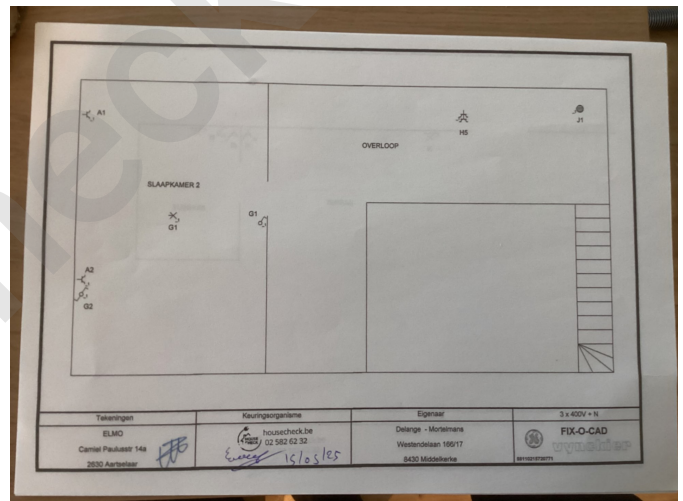 A1
H5
J1
OVERLOOP
SLAAPKAMER 2
G1
G1
A2
G2
Tekeningen
Keuringsorganisme
Eigenaar
3 x 400V + N
ELMO
housecheck.be
Delange - Mortelmans
FIX-O-CAD
Camiel Paulusstr 14a
02 582 62 32
Westendelaan 166/17
15/03/25
2630 Aartselaar
8430 Middelkerke